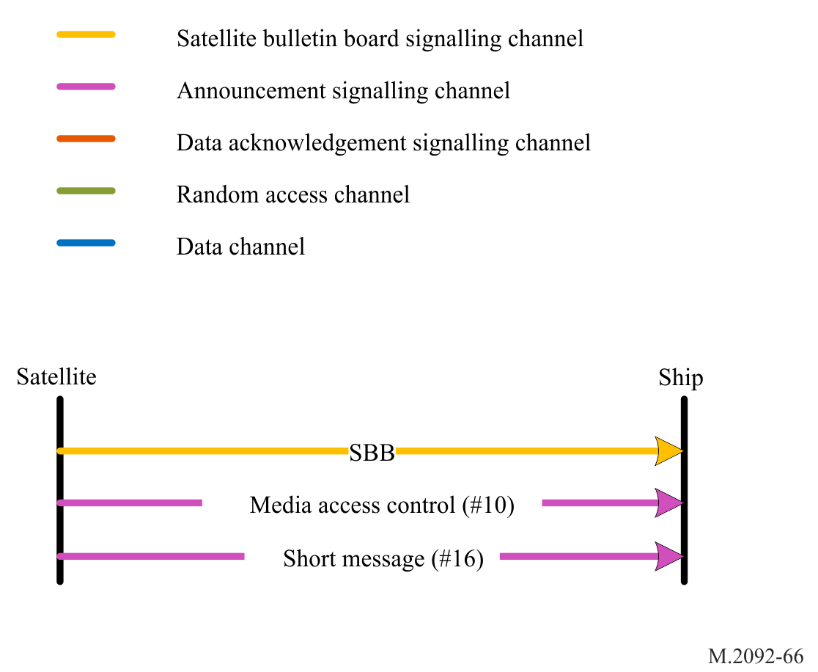 Satellite bulletin board signalling channel
Announcement signalling channel
Data acknowledgement signalling channel
Random access channel
Data channel
Satellite
Ship
SBB
Media access control (#10)
Short message (#16)
M.2092-66